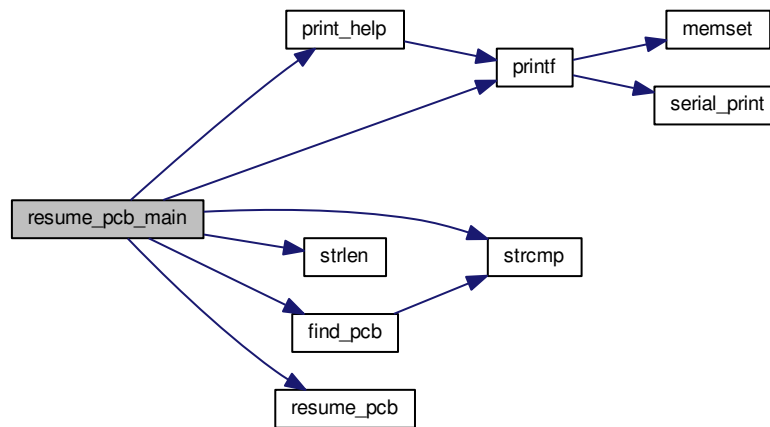 print_help
memset
printf
serial_print
resume_pcb_main
strlen
strcmp
find_pcb
resume_pcb